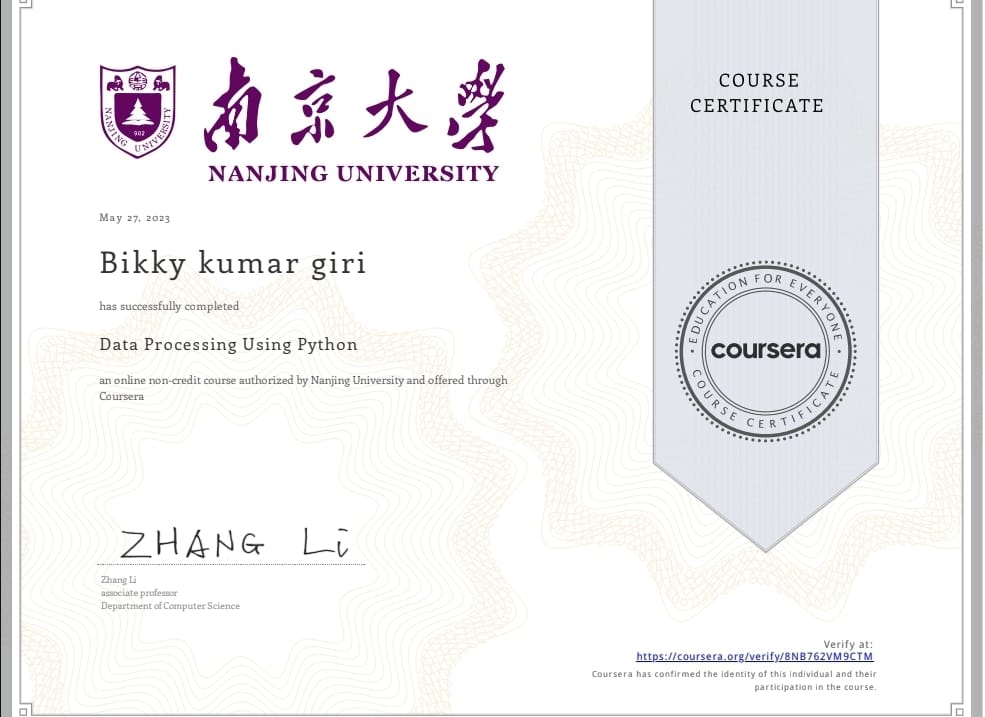 NANJING UNIVERSITY
902
南京大學
NANJING UNIVERSITY
COURSE
CERTIFICATE
May 27, 2023
Bikky kumar giri
has successfully completed
Data Processing Using Python
an online non-credit course authorized by Nanjing University and offered through
Coursera
EDUCATION FOR EVERYONE
coursera
COURSE CERTIFICATE
ZHANG Li
Zhang Li
associate professor
Department of Computer Science
Verify at:
https://coursera.org/verify/8NB762VM9CTM
Coursera has confirmed the identity of this individual and their
participation in the course.